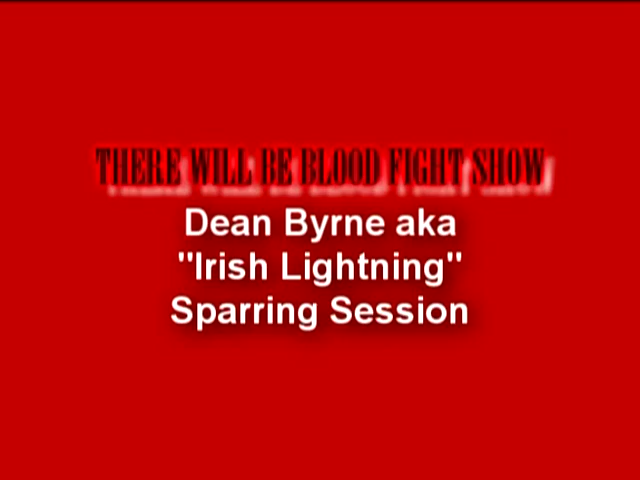 THERE WILL BE BLOOD FIGHT SHOW
Dean Byrne aka
"Irish Lightning"
Sparring Session